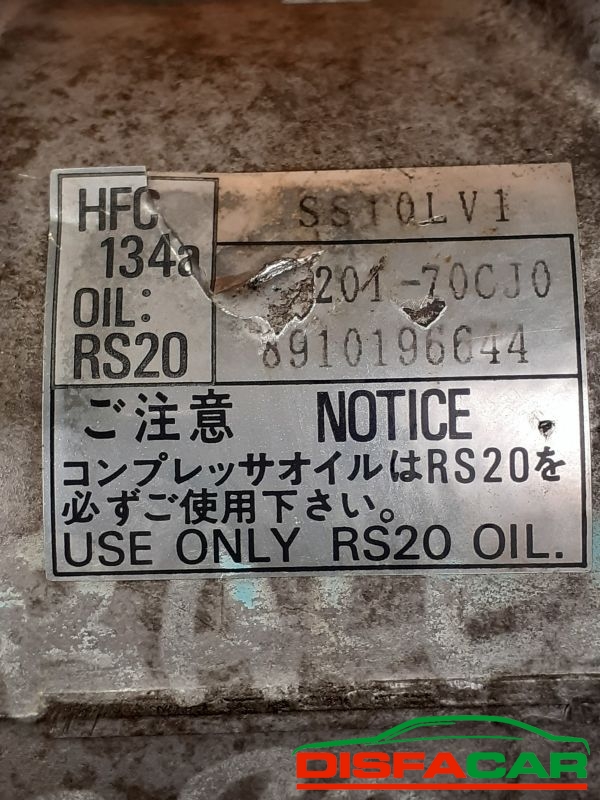 HFC
134a
OIL:
RS20
SS10LV1
201-70CJ0
8910196644
ご注意 NOTICE
コンプレッサオイルはRS20を
必ずご使用下さい。
USE ONLY RS20 OIL.
DISFACAR